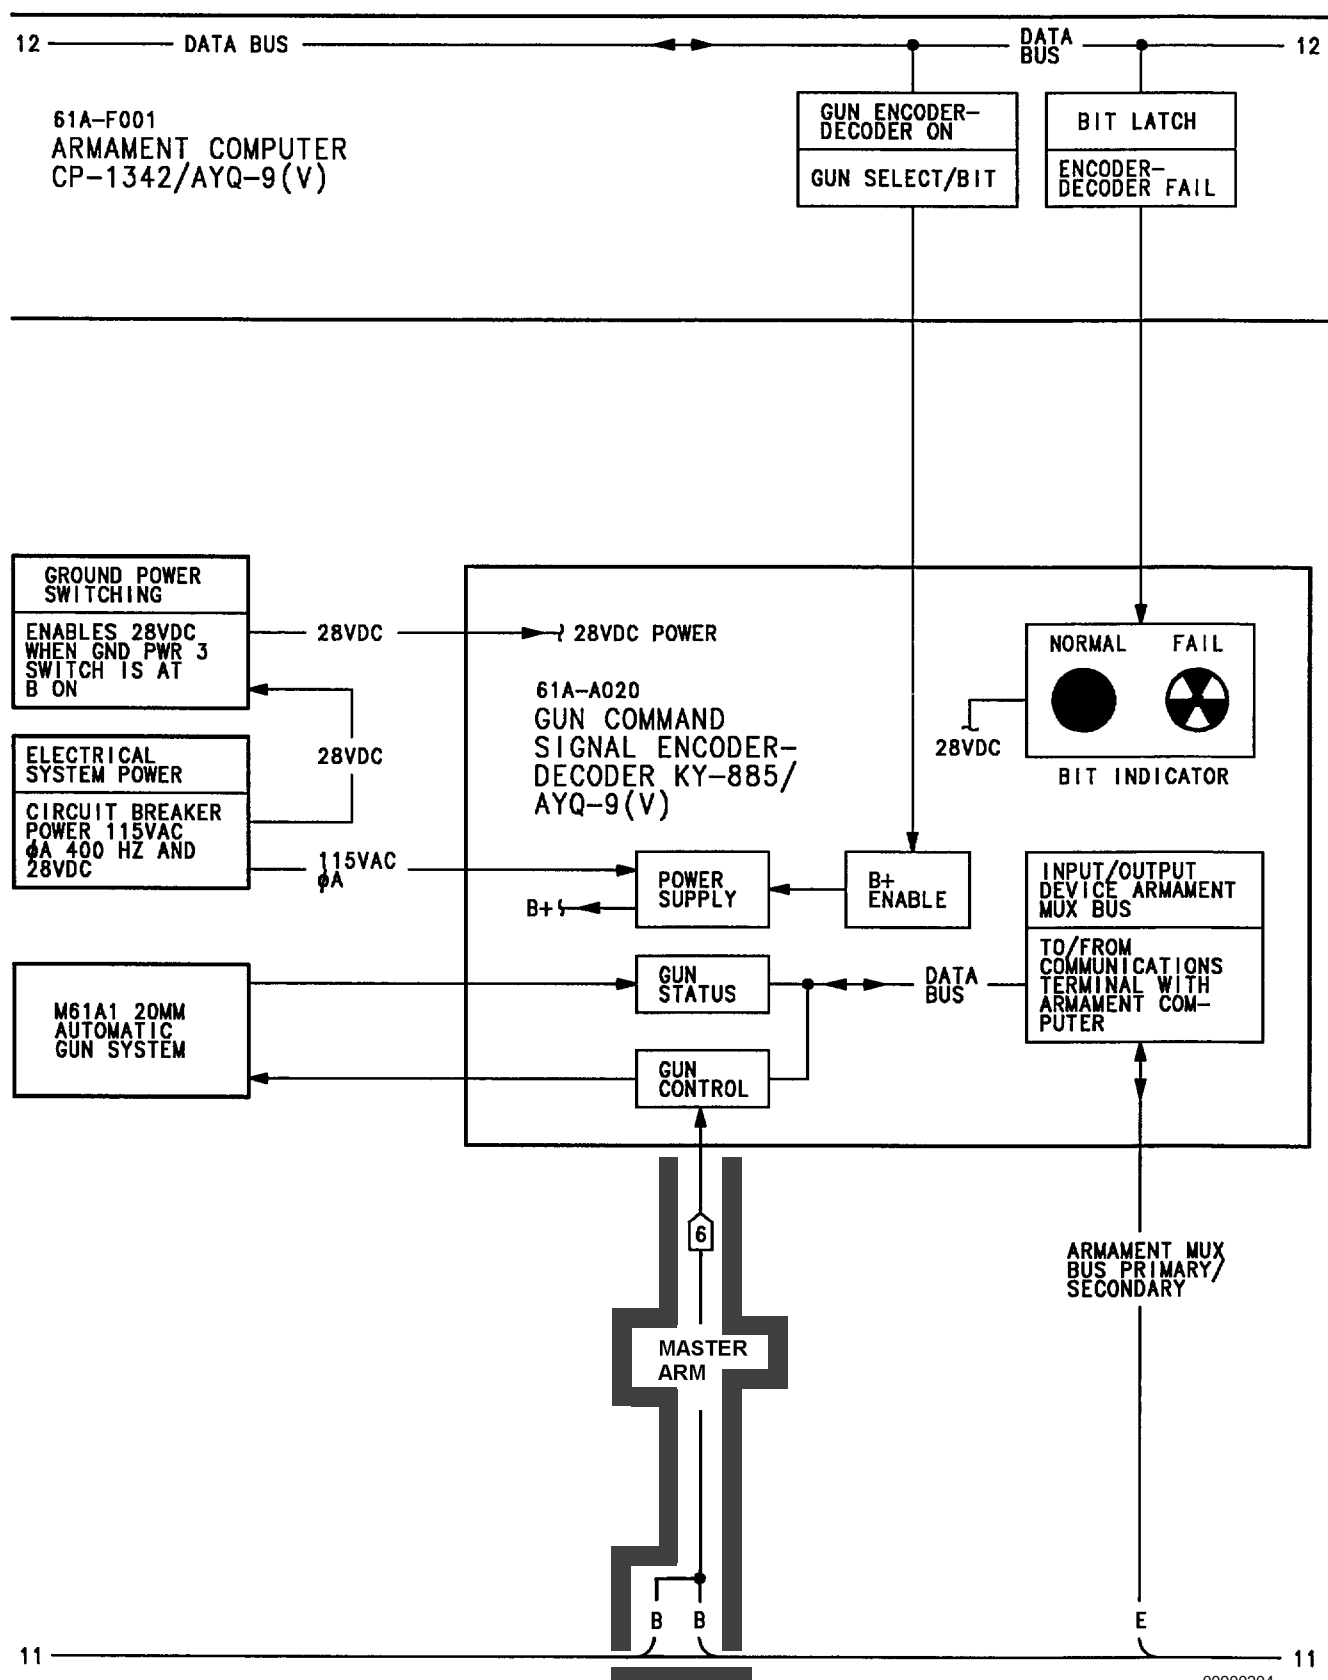 12 DATA BUS DATA BUS 12
61A-F001
ARMAMENT COMPUTER
CP-1342/AYQ-9(V)
GUN ENCODER-
DECODER ON
GUN SELECT/BIT
BIT LATCH
ENCODER-
DECODER FAIL
GROUND POWER
SWITCHING
ENABLES 28VDC
WHEN GND PWR 3
SWITCH IS AT
B ON
28VDC
28VDC POWER
ELECTRICAL
SYSTEM POWER
CIRCUIT BREAKER
POWER 115VAC
ϕA 400 HZ AND
28VDC
28VDC
115VAC
ϕA
61A-A020
GUN COMMAND
SIGNAL ENCODER-
DECODER KY-885/
AYQ-9(V)
NORMAL FAIL
28VDC
BIT INDICATOR
POWER
SUPPLY
B+
B+
ENABLE
INPUT/OUTPUT
DEVICE ARMAMENT
MUX BUS
TO/FROM
COMMUNICATIONS
TERMINAL WITH
ARMAMENT COM-
PUTER
M61A1 20MM
AUTOMATIC
GUN SYSTEM
GUN
STATUS
DATA
BUS
GUN
CONTROL
6
MASTER
ARM
ARMAMENT MUX
BUS PRIMARY/
SECONDARY
B B E
11 11